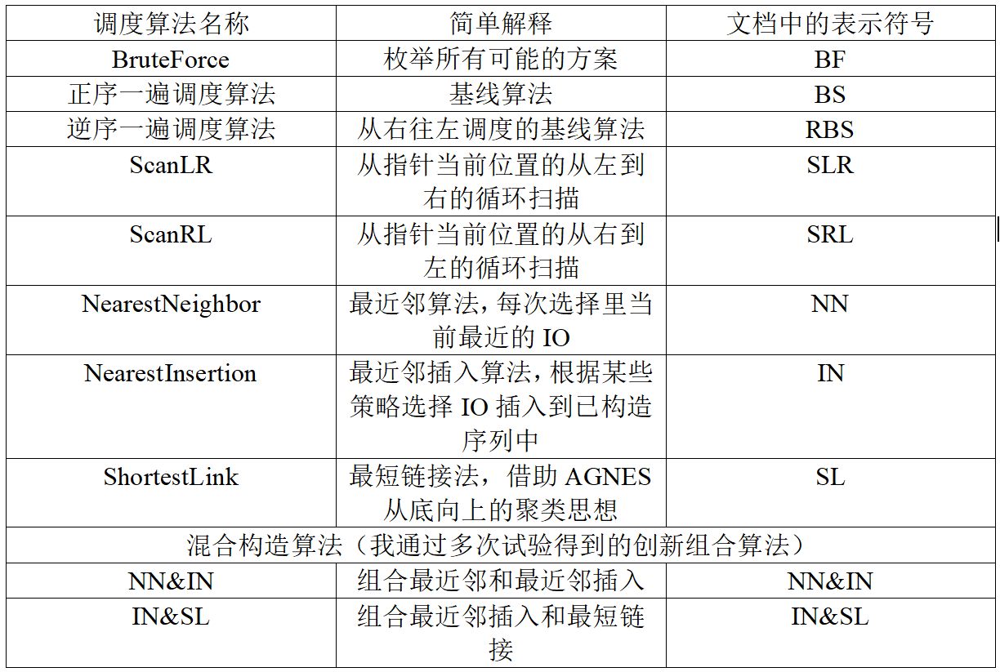 调度算法名称 简单解释 文档中的表示符号
BruteForce 枚举所有可能的方案 BF
正序一遍调度算法 基线算法 BS
逆序一遍调度算法 从右往左调度的基线算法 RBS
ScanLR 从指针当前位置的从左到 SLR
右的循环扫描
ScanRL 从指针当前位置的从右到 SRL
左的循环扫描
NearestNeighbor 最近邻算法，每次选择里当 NN
前最近的 IO
NearestInsertion 最近邻插入算法，根据某些 IN
策略选择 IO 插入到已构造
序列中
ShortestLink 最短链接法，借助 AGNES SL
从底向上的聚类思想
混合构造算法（我通过多次试验得到的创新组合算法）
NN&IN 组合最近邻和最近邻插入 NN&IN
IN&SL 组合最近邻插入和最短链 IN&SL
接